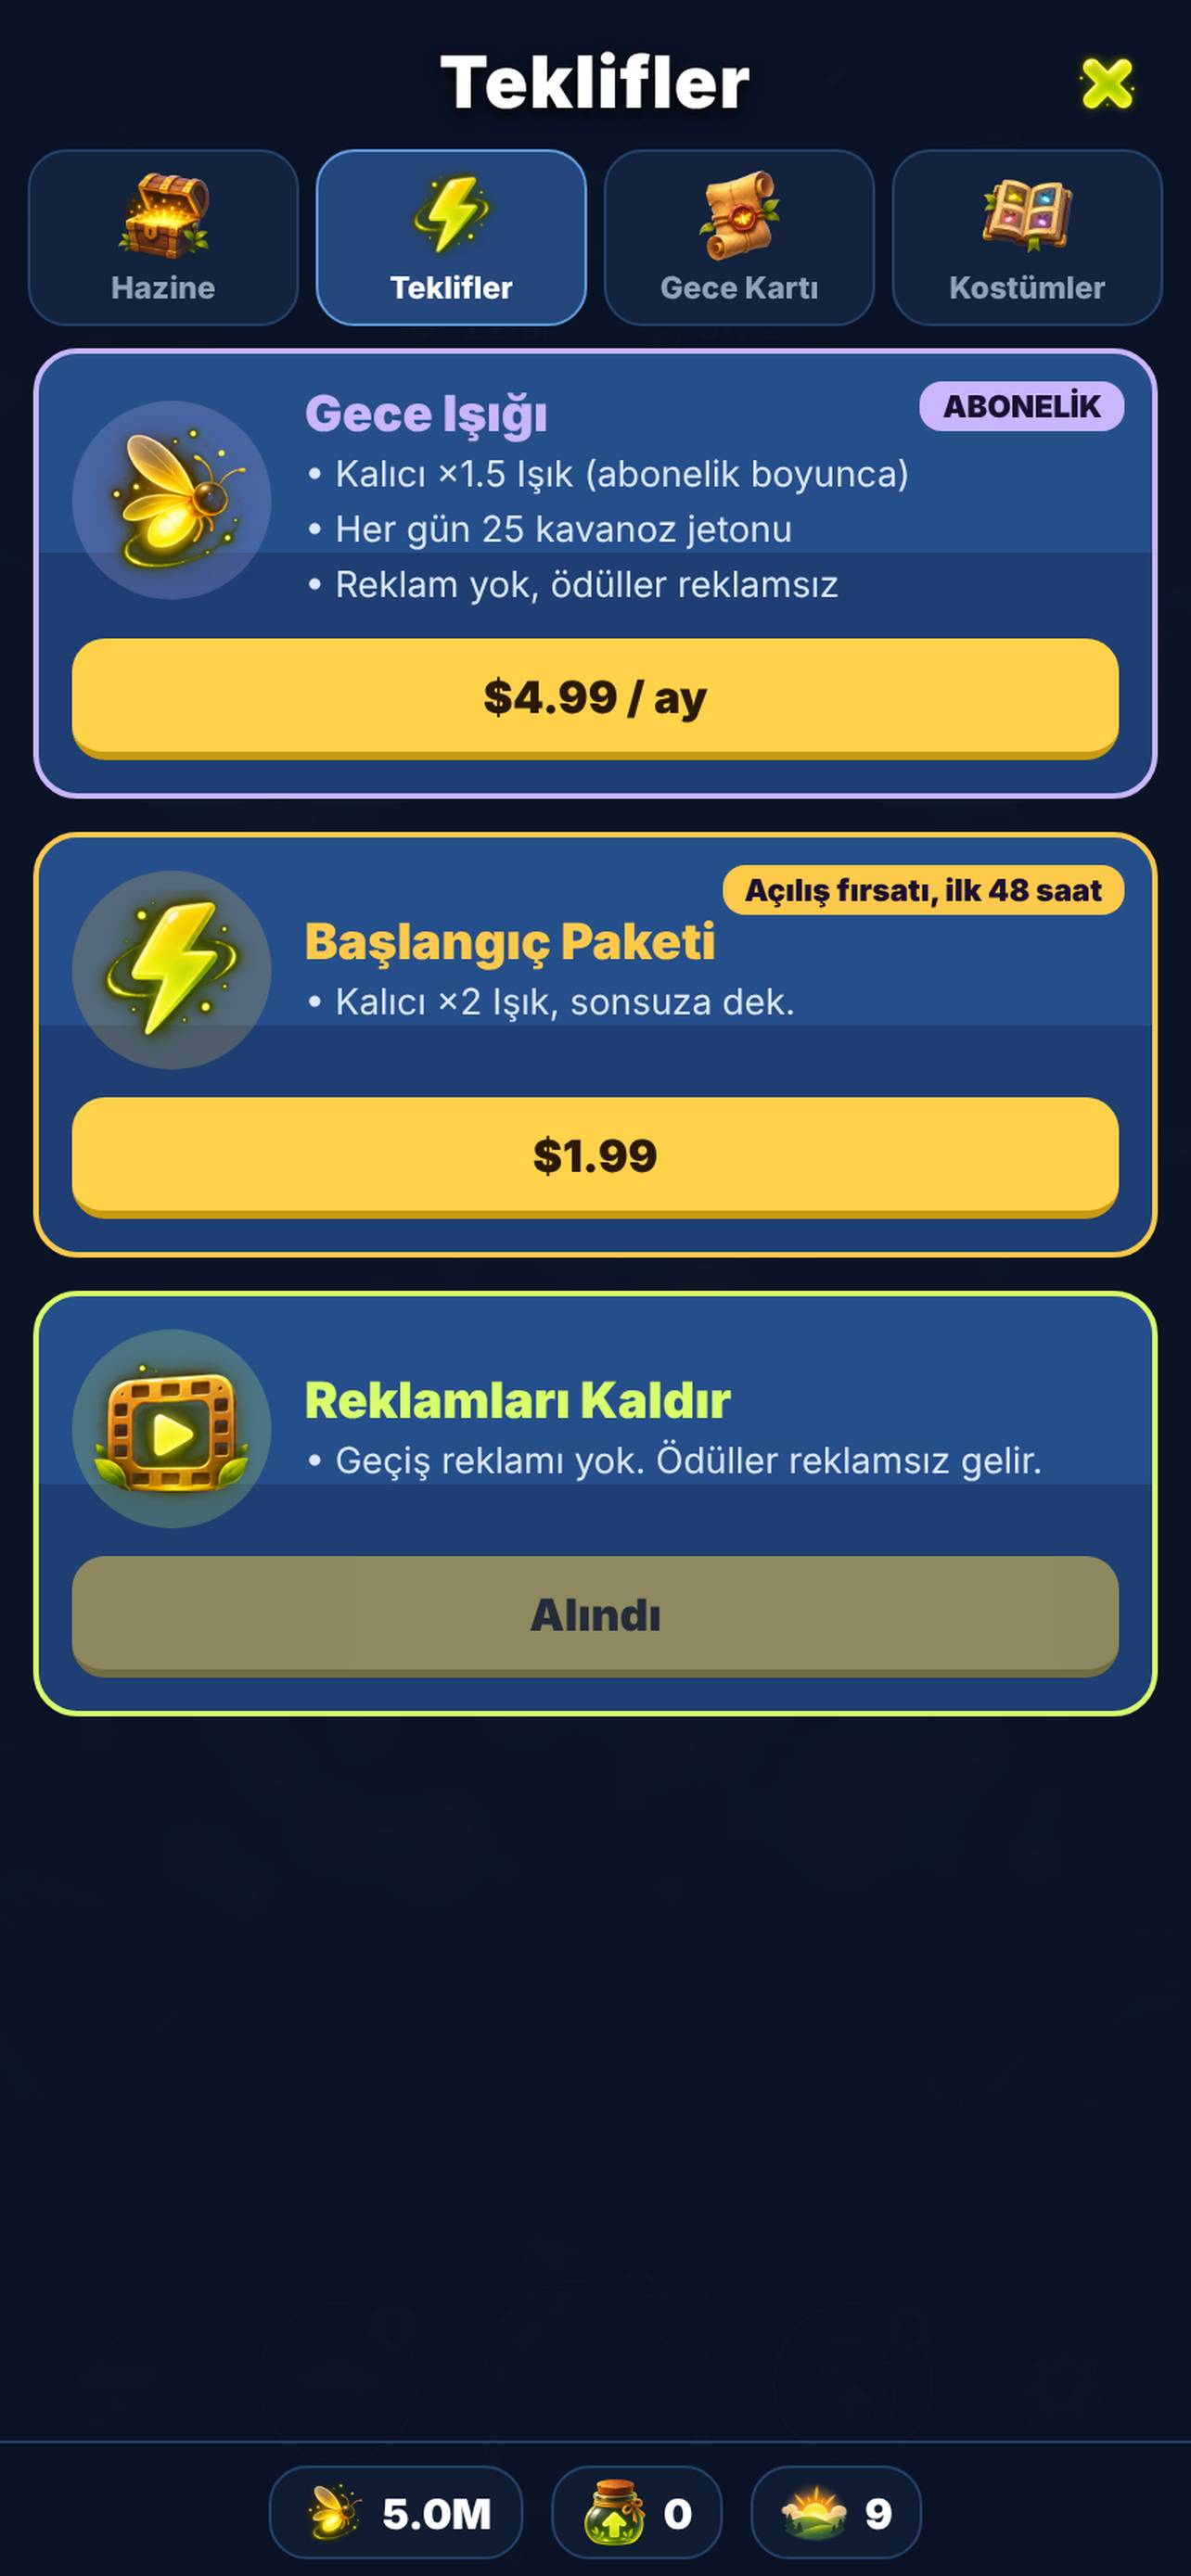 Teklifler
Hazine
Teklifler
Gece Kartı
Kostümler
Gece Işığı
ABONELİK
• Kalıcı ×1.5 Işık (abonelik boyunca)
• Her gün 25 kavanoz jetonu
• Reklam yok, ödüller reklamsız
$4.99 / ay
Açılış fırsatı, ilk 48 saat
Başlangıç Paketi
• Kalıcı ×2 Işık, sonsuza dek.
$1.99
Reklamları Kaldır
• Geçiş reklamı yok. Ödüller reklamsız gelir.
Alındı
5.0M
0
9